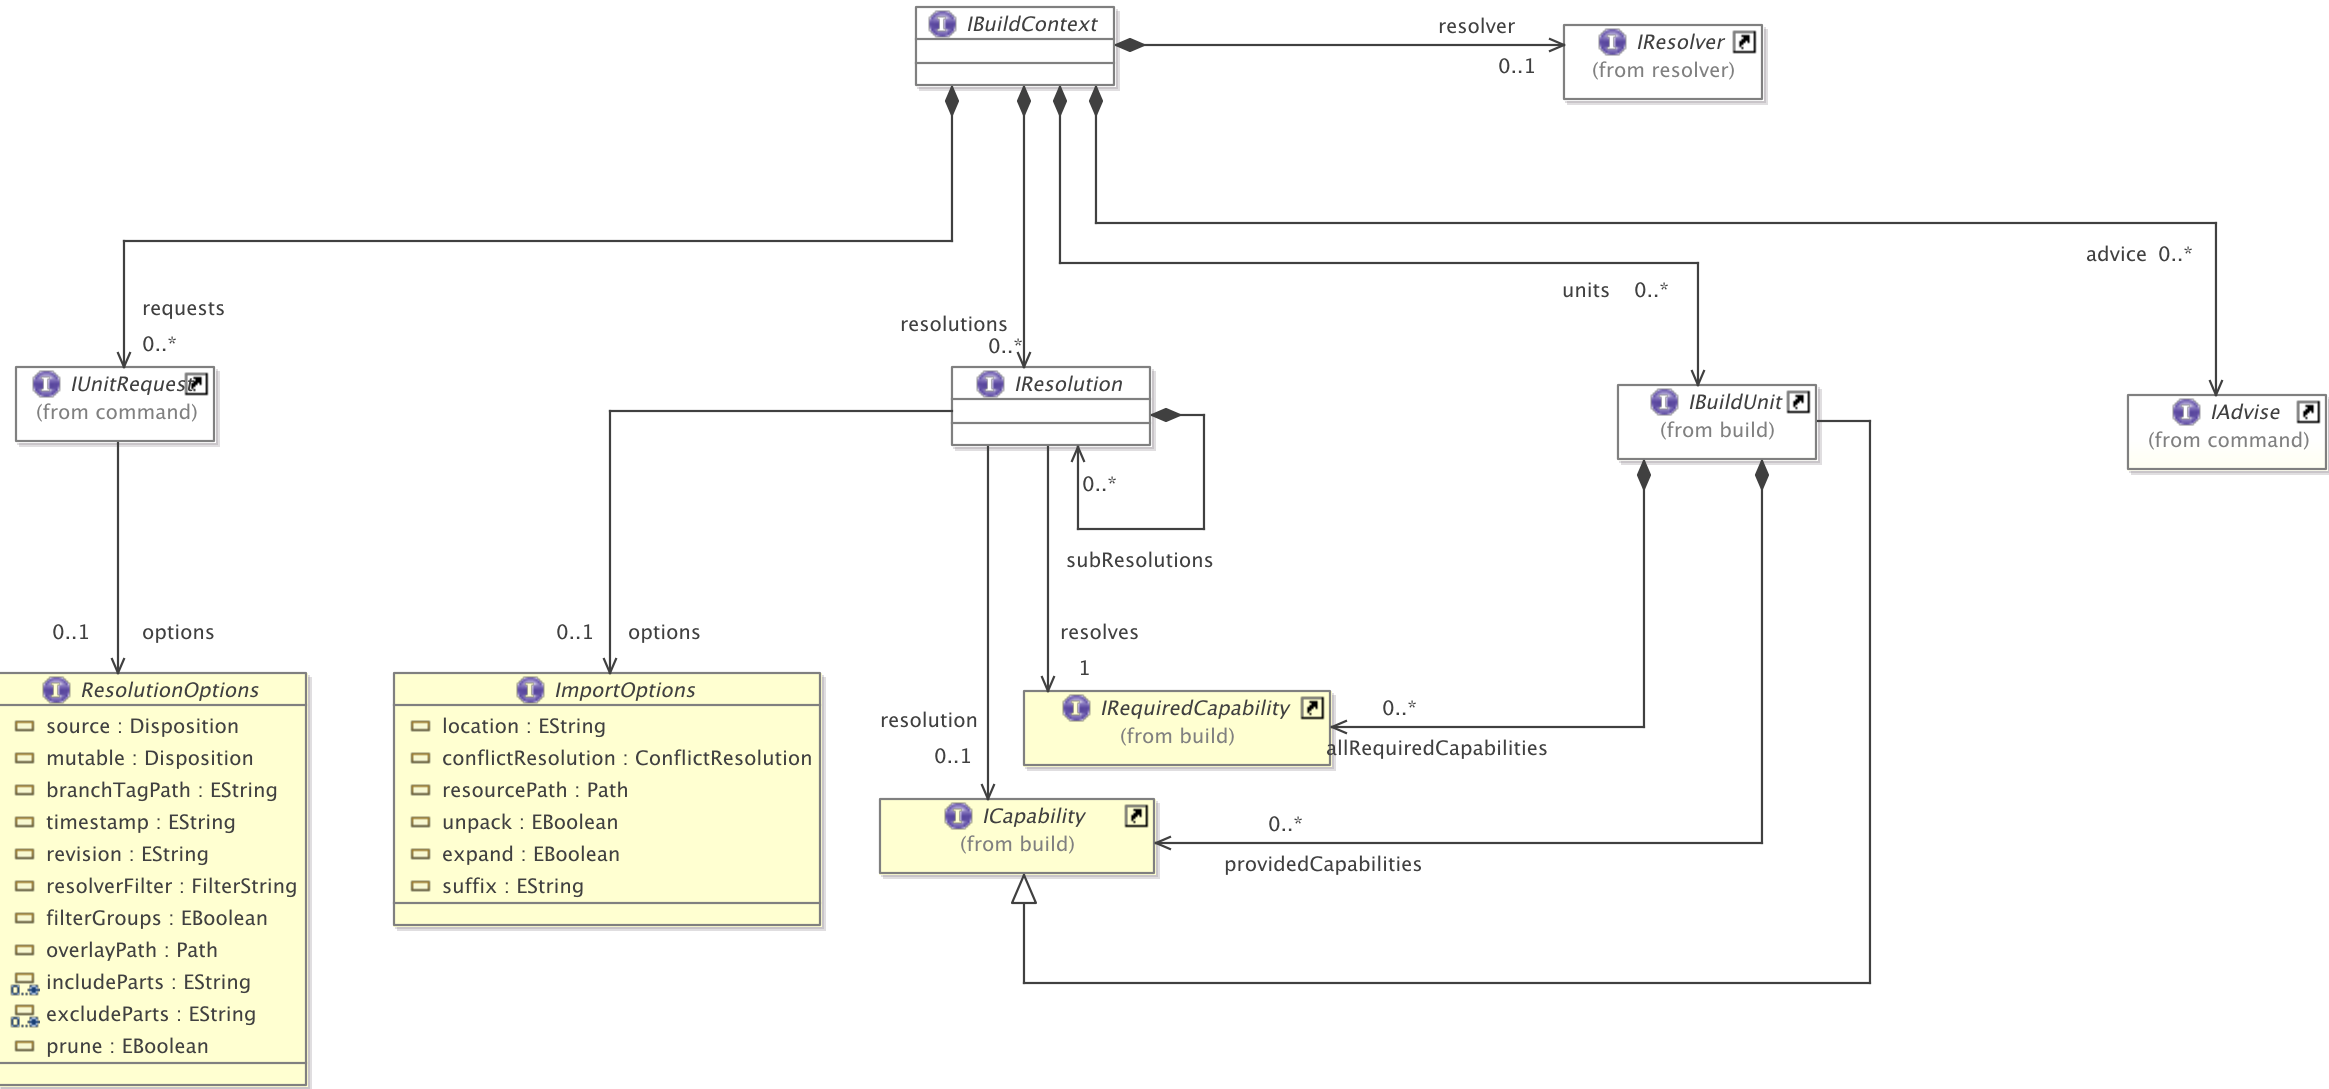 IBuildContext
resolver
0..1
IResolver
(from resolver)
requests
0..*
resolutions
0..*
units 0..*
advice 0..*
IUnitRequest
(from command)
IResolution
IBuildUnit
(from build)
IAdvise
(from command)
0..*
subResolutions
0..1 options
0..1 options
resolves
1
resolution
0..1
ResolutionOptions
source : Disposition
mutable : Disposition
branchTagPath : EString
timestamp : EString
revision : EString
resolverFilter : FilterString
filterGroups : EBoolean
overlayPath : Path
0..* includeParts : EString
0..* excludeParts : EString
prune : EBoolean
ImportOptions
location : EString
conflictResolution : ConflictResolution
resourcePath : Path
unpack : EBoolean
expand : EBoolean
suffix : EString
IRequiredCapability
(from build)
0..*
allRequiredCapabilities
ICapability
(from build)
0..*
providedCapabilities